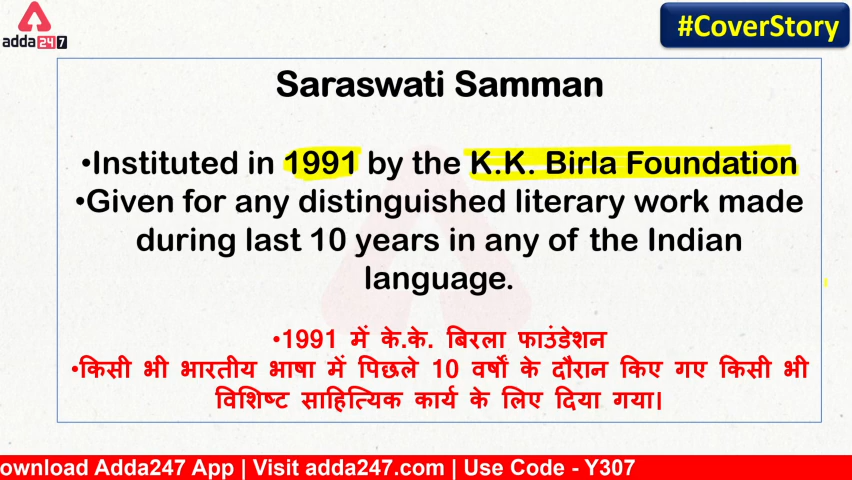 adda247
#CoverStory
Saraswati Samman
•Instituted in 1991 by the K.K. Birla Foundation
•Given for any distinguished literary work made
during last 10 years in any of the Indian
language.
•1991 में के.के. बिरला फाउंडेशन
•किसी भी भारतीय भाषा में पिछले 10 वर्षों के दौरान किए गए किसी भी
विशिष्ट साहित्यिक कार्य के लिए दिया गया।
ownload Adda247 App | Visit adda247.com | Use Code - Y307